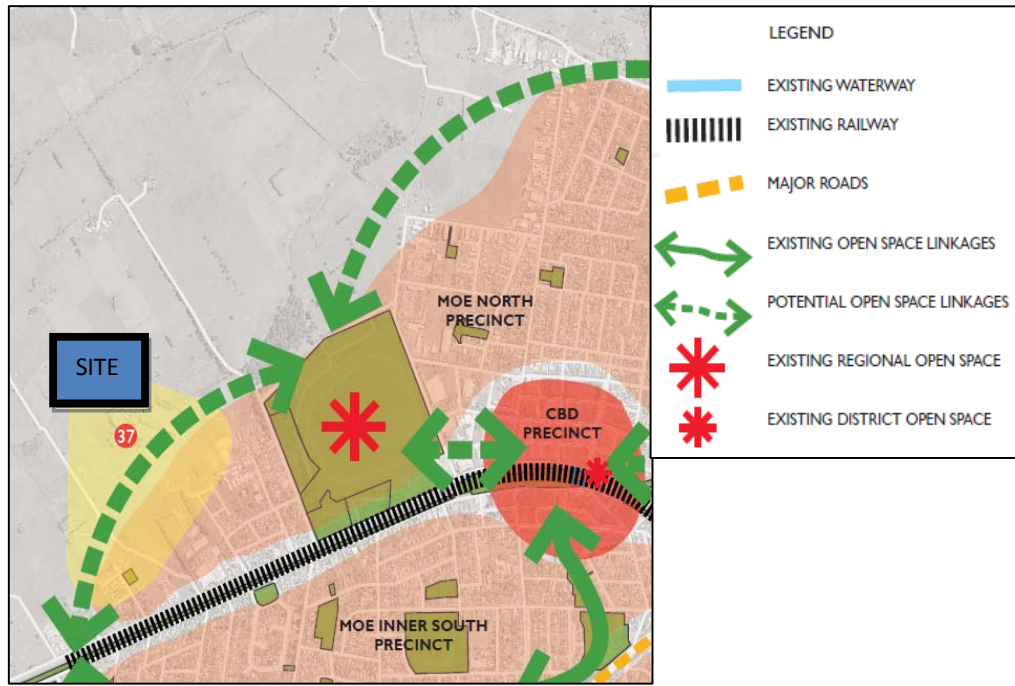 MOE NORTH
PRECINCT
SITE
37
CBD
PRECINCT
MOE INNER SOUTH
PRECINCT
LEGEND
EXISTING WATERWAY
EXISTING RAILWAY
MAJOR ROADS
EXISTING OPEN SPACE LINKAGES
POTENTIAL OPEN SPACE LINKAGES
EXISTING REGIONAL OPEN SPACE
EXISTING DISTRICT OPEN SPACE